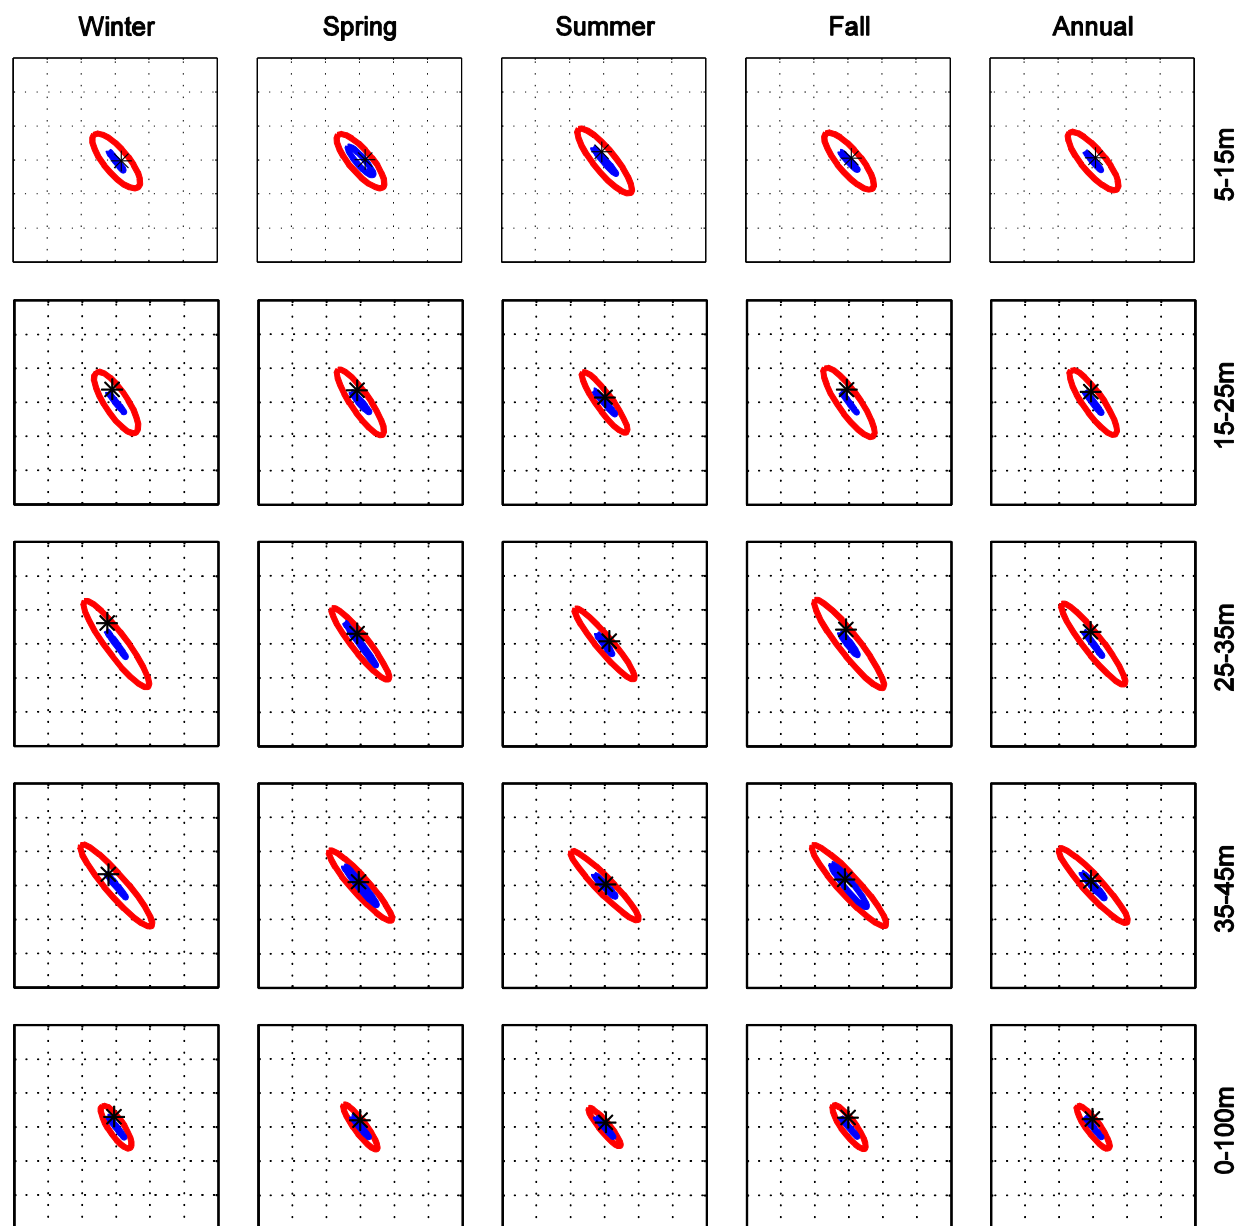 Winter Spring Summer Fall Annual
5-15m
15-25m
25-35m
35-45m
0-100m